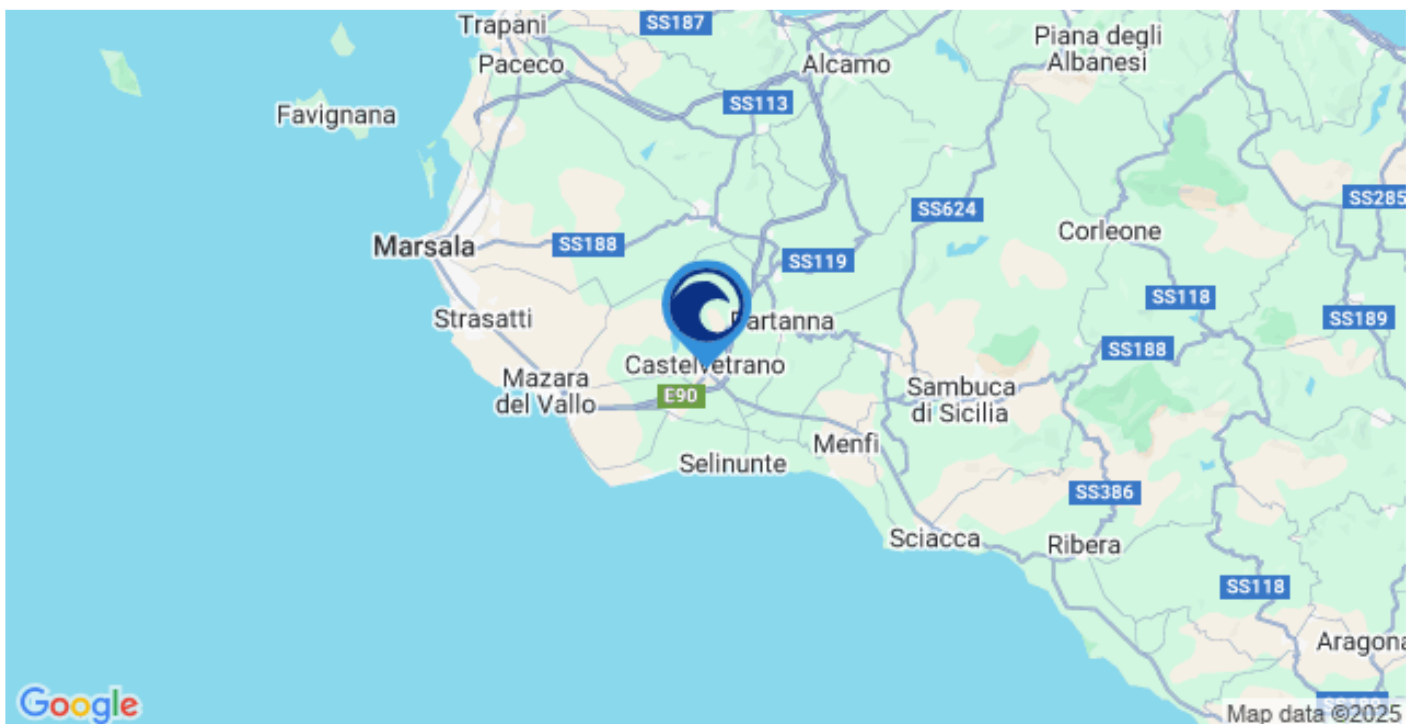 SS187
Trapani
Piana degli
Albanesi
Paceco
Alcamo
SS113
Favignana
SS285
SS624
Corleone
Marsala
SS188
SS119
SS118
Strasatti
Partanna
SS189
SS188
Castelvetrano
Mazara
del Vallo
E90
Sambuca
di Sicilia
Menfi
Selinunte
SS386
Sciacca
Ribera
SS118
Aragona
Google
Map data ©2025